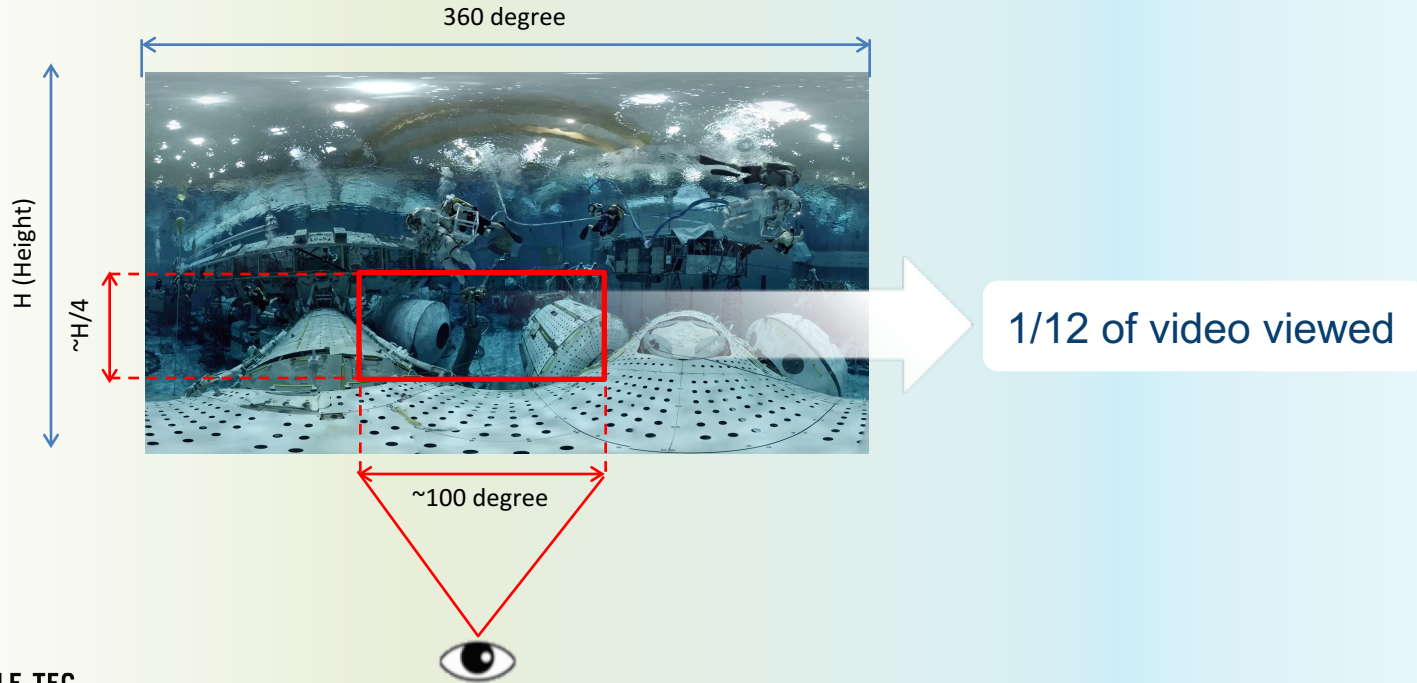 360 degree
H (Height)
~H/4
1/12 of video viewed
~100 degree